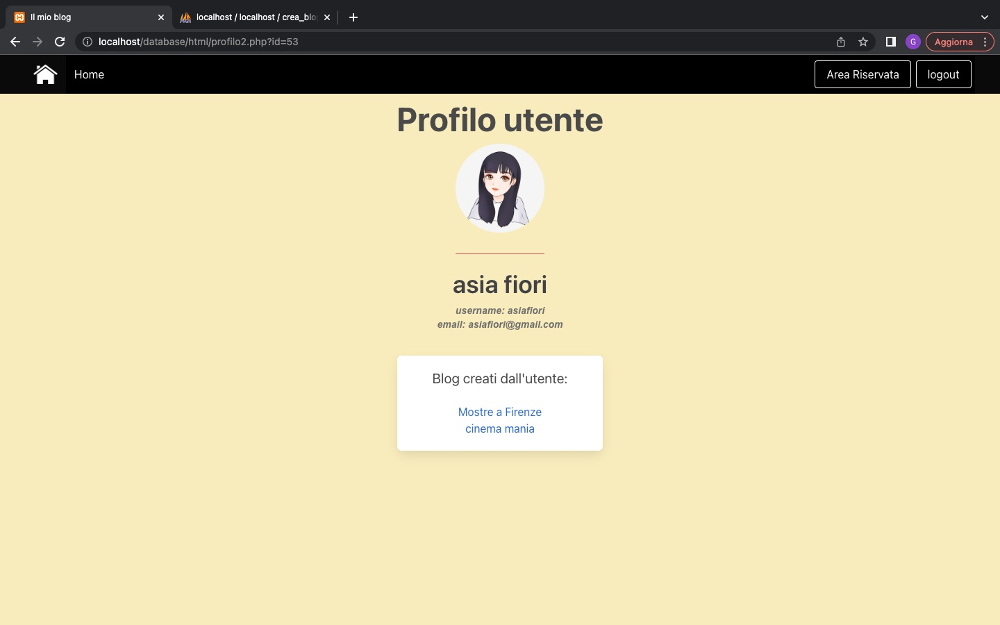 Il mio blog
localhost / localhost / crea_blo
localhost/database/html/profilo2.php?id=53
G
Aggiorna
Home
Area Riservata
logout
Profilo utente
asia fiori
username: asiafiori
email: asiafiori@gmail.com
Blog creati dall'utente:
Mostre a Firenze
cinema mania